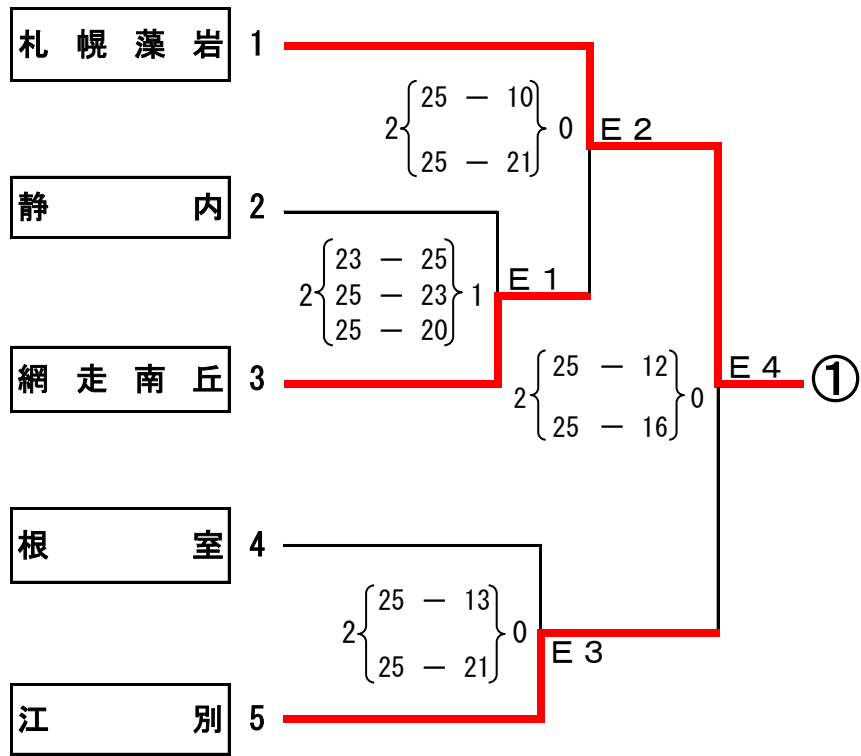 札幌藻岩 1
2 { 25 － 10 } 0
25 － 21
E2
静内 2
2 { 23 － 25 } 1
25 － 23
25 － 20
E1
網走南丘 3
2 { 25 － 12 } 0
25 － 16
E4
①
根室 4
2 { 25 － 13 } 0
25 － 21
E3
江別 5